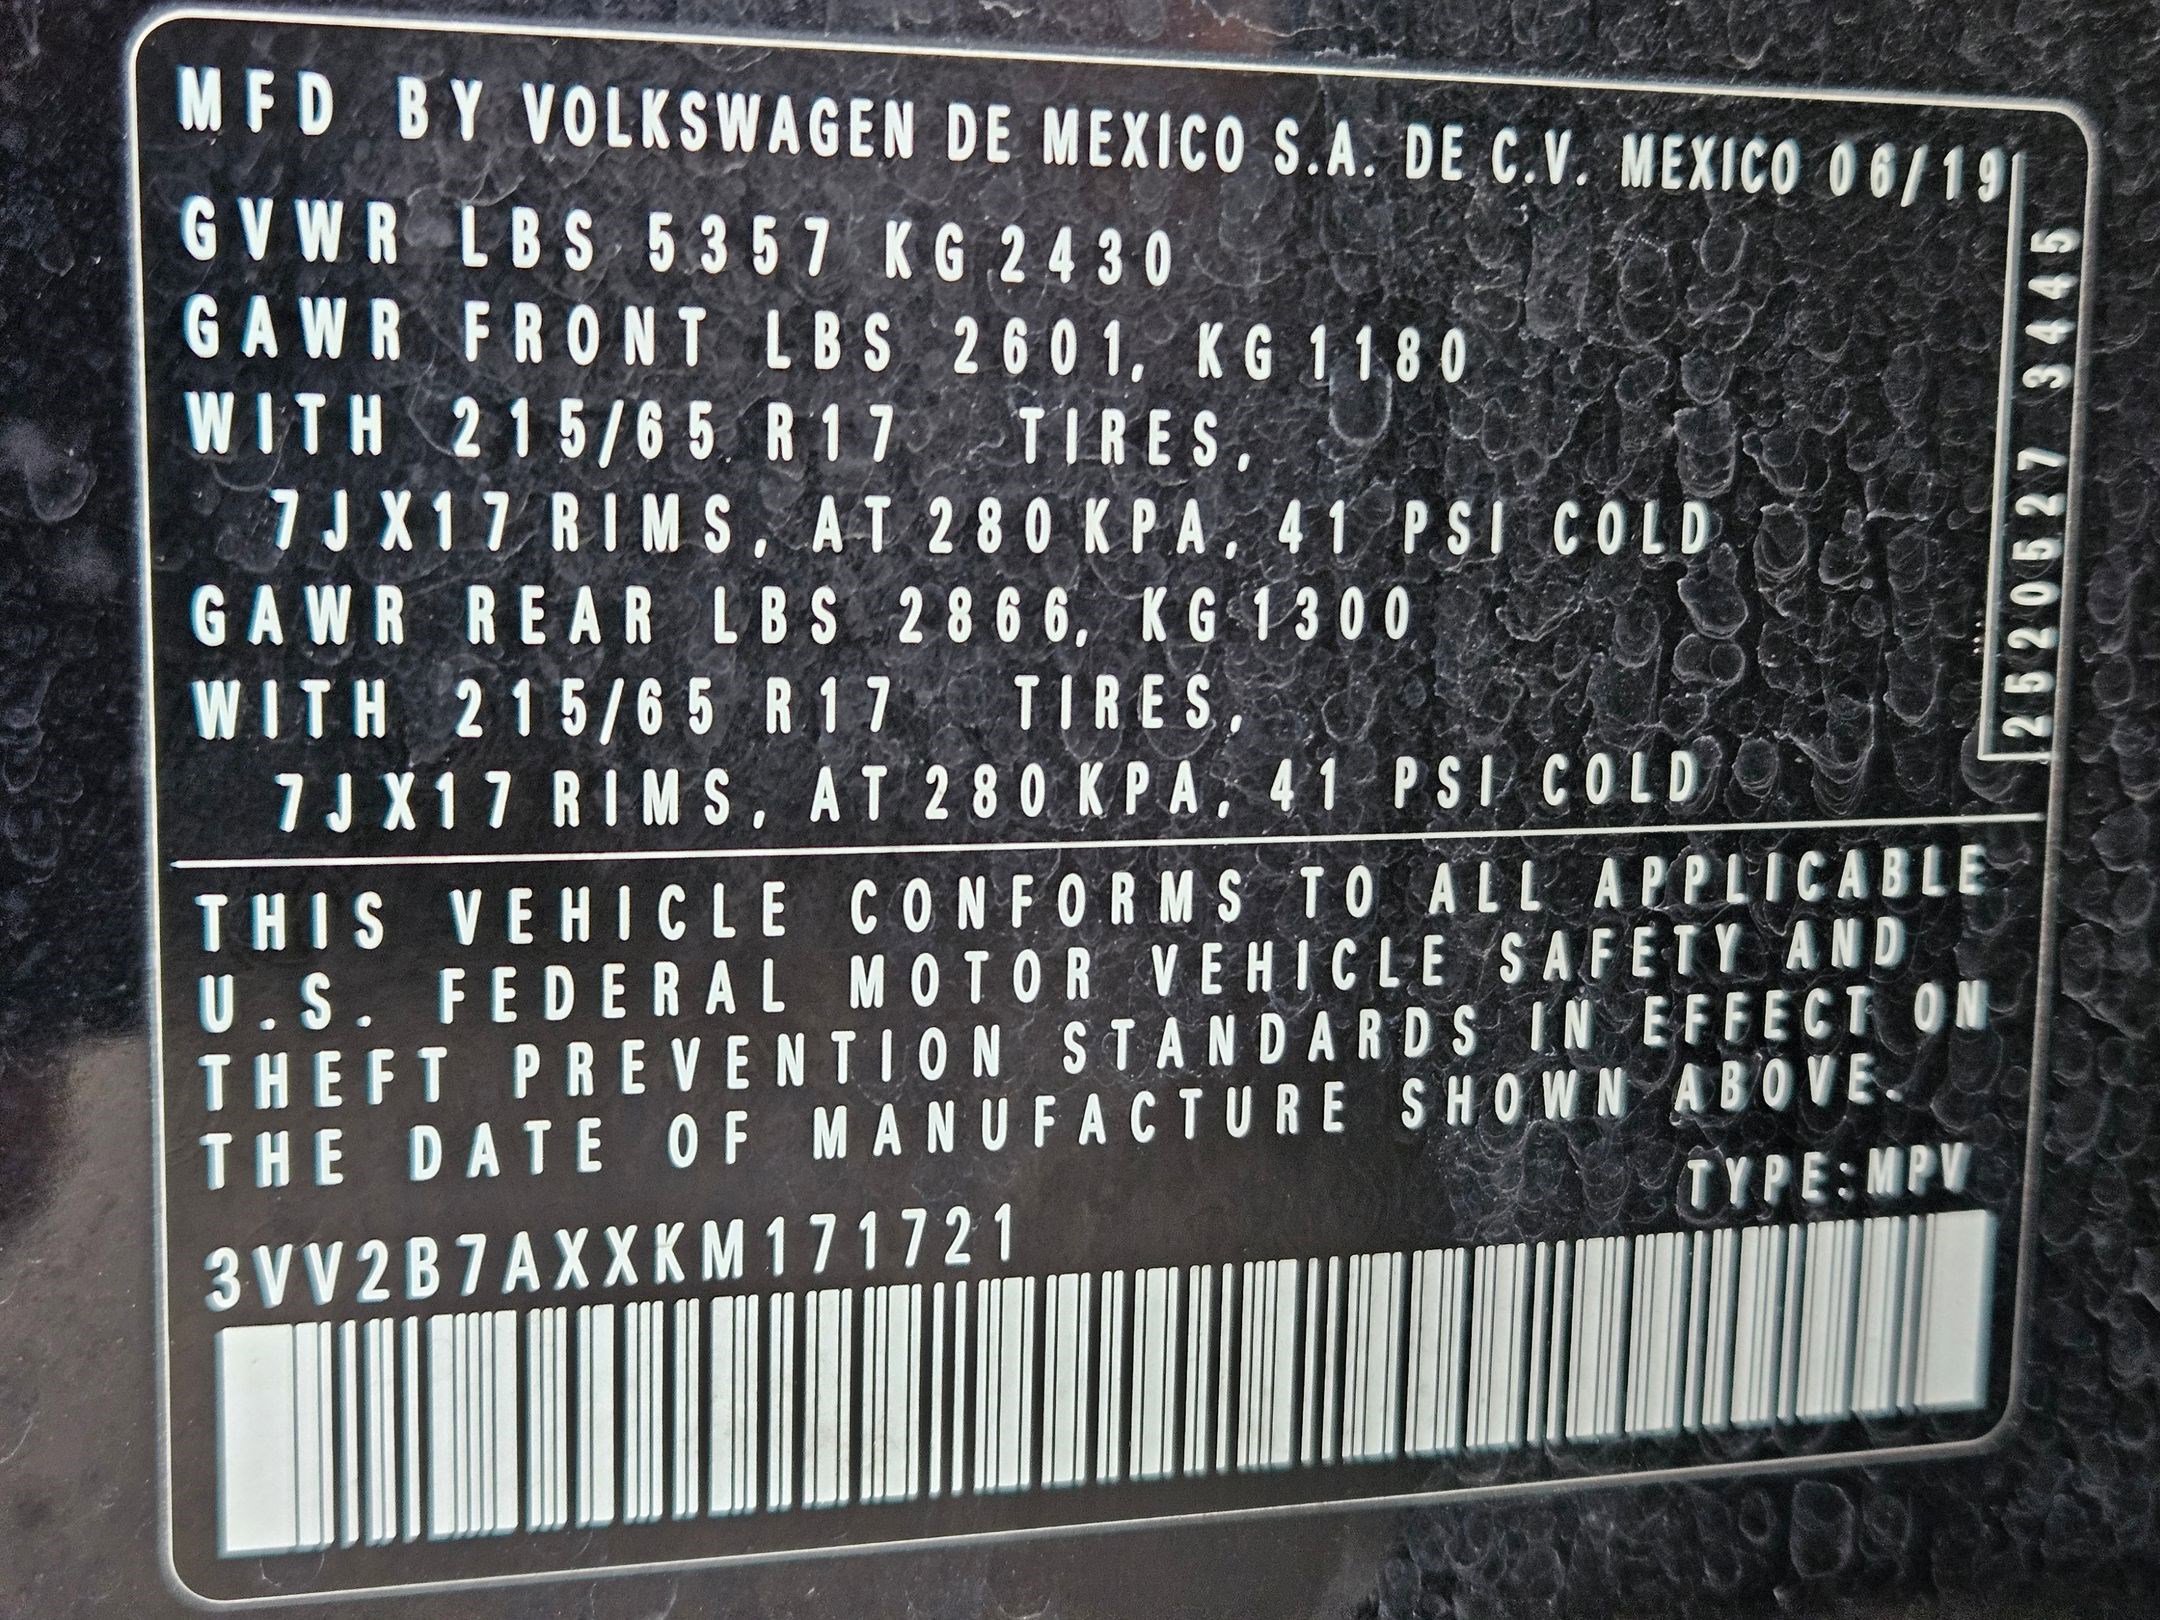 MFD BY VOLKSWAGEN DE MEXICO S.A. DE C.V. MEXICO 06/19
GVWR LBS 5357 KG 2430
GAWR FRONT LBS 2601, KG 1180
WITH 215/65 R17 TIRES,
7JX17 RIMS, AT 280 KPA, 41 PSI COLD
GAWR REAR LBS 2866, KG 1300
WITH 215/65 R17 TIRES,
7JX17 RIMS, AT 280 KPA, 41 PSI COLD
2520527 3445
THIS VEHICLE CONFORMS TO ALL APPLICABLE
U.S. FEDERAL MOTOR VEHICLE SAFETY AND
THEFT PREVENTION STANDARDS IN EFFECT ON
THE DATE OF MANUFACTURE SHOWN ABOVE.
TYPE:MPV
3VV2B7AXXKM171721